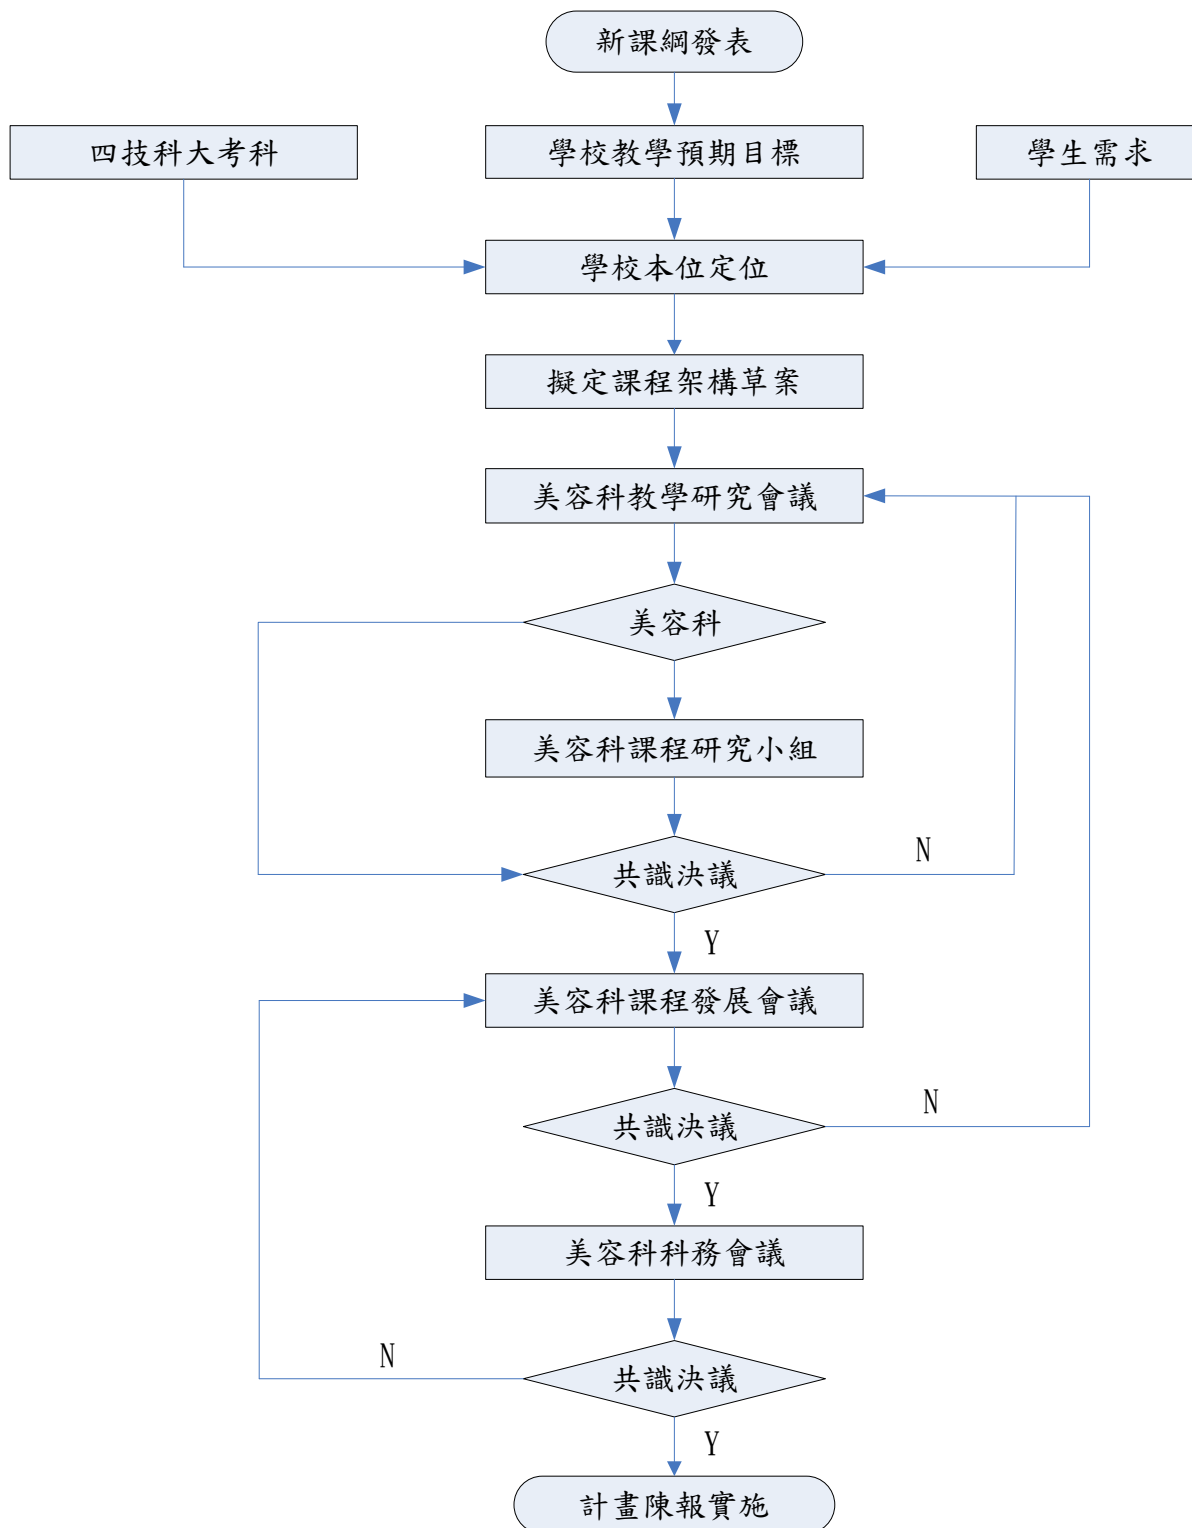 新課綱發表
四技科大考科
學校教學預期目標
學生需求
學校本位定位
擬定課程架構草案
美容科教學研究會議
美容科
美容科課程研究小組
共識決議
N
Y
美容科課程發展會議
共識決議
N
Y
美容科科務會議
共識決議
N
Y
計畫陳報實施